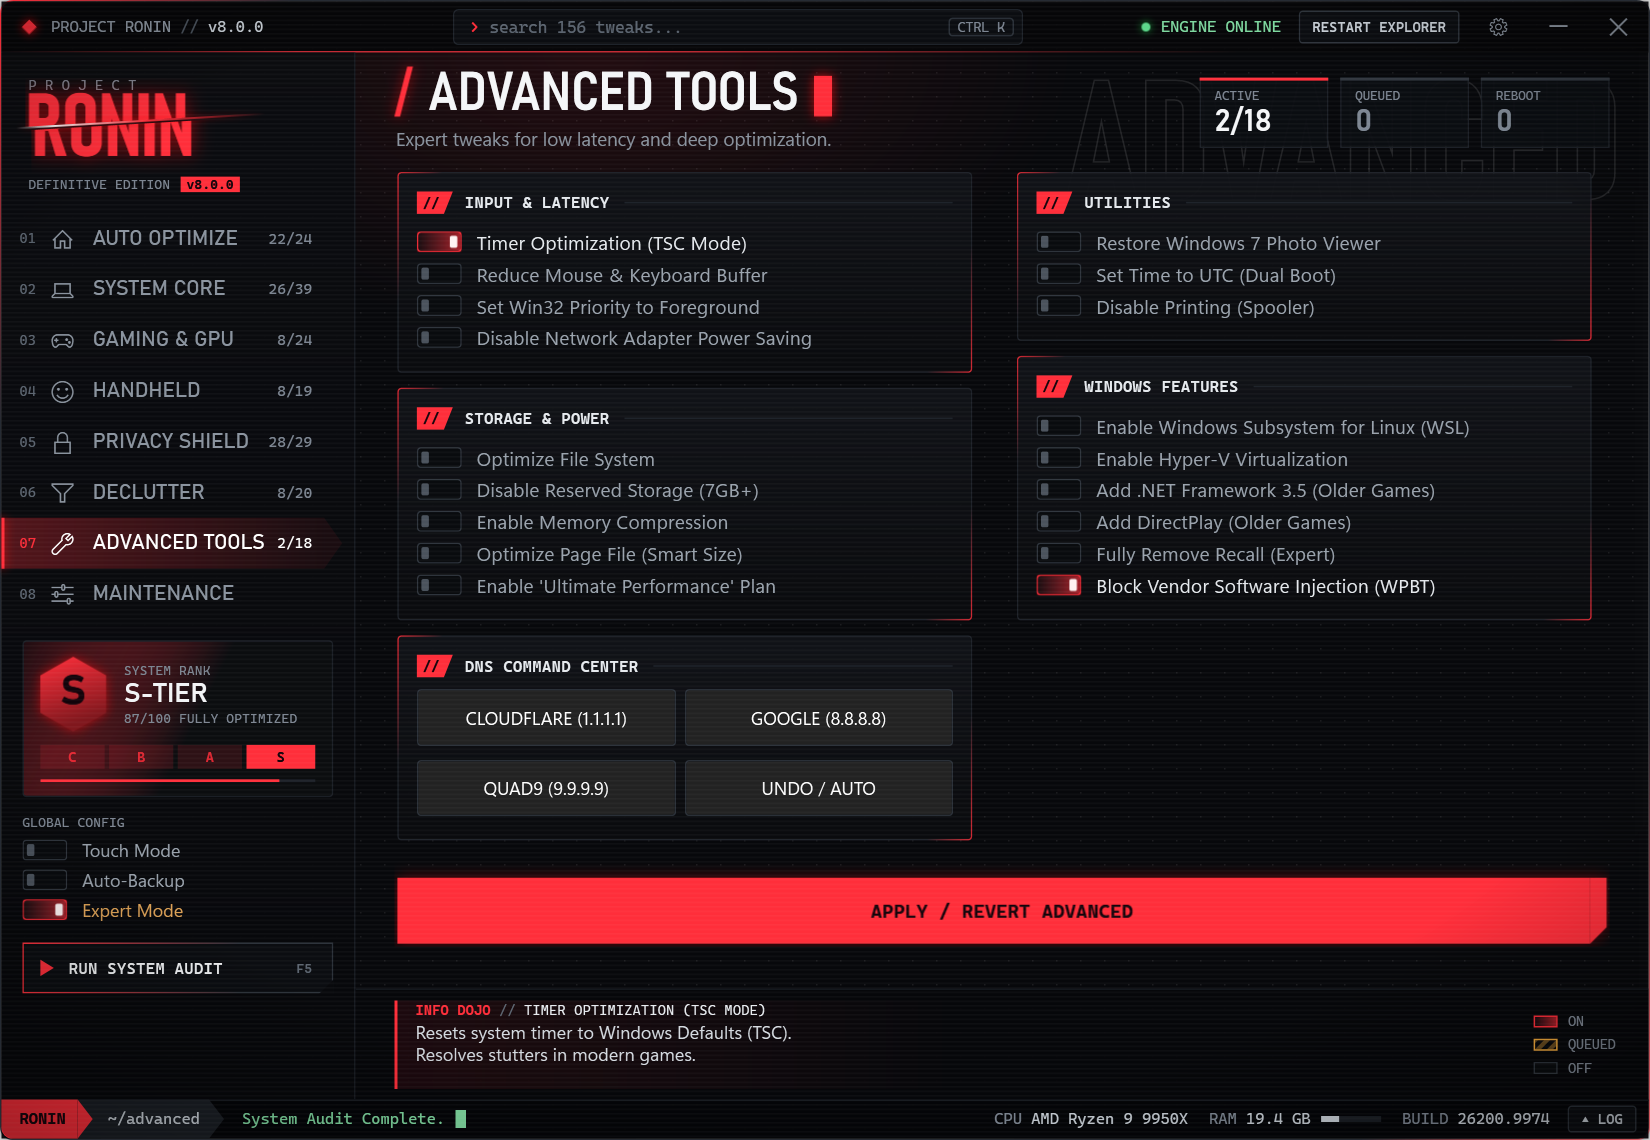 PROJECT RONIN // v8.0.0
search 156 tweaks...
CTRL K
ENGINE ONLINE
RESTART EXPLORER
PROJECT
RONIN
DEFINITIVE EDITION v8.0.0
01 AUTO OPTIMIZE 22/24
02 SYSTEM CORE 26/39
03 GAMING & GPU 8/24
04 HANDHELD 8/19
05 PRIVACY SHIELD 28/29
06 DECLUTTER 8/20
07 ADVANCED TOOLS 2/18
08 MAINTENANCE
S
SYSTEM RANK
S-TIER
87/100 FULLY OPTIMIZED
C B A S
GLOBAL CONFIG
Touch Mode
Auto-Backup
Expert Mode
RUN SYSTEM AUDIT F5
/ ADVANCED TOOLS
Expert tweaks for low latency and deep optimization.
ADVANCED
ACTIVE
2/18
QUEUED
0
REBOOT
0
// INPUT & LATENCY
Timer Optimization (TSC Mode)
Reduce Mouse & Keyboard Buffer
Set Win32 Priority to Foreground
Disable Network Adapter Power Saving
// STORAGE & POWER
Optimize File System
Disable Reserved Storage (7GB+)
Enable Memory Compression
Optimize Page File (Smart Size)
Enable 'Ultimate Performance' Plan
// DNS COMMAND CENTER
CLOUDFLARE (1.1.1.1)
GOOGLE (8.8.8.8)
QUAD9 (9.9.9.9)
UNDO / AUTO
// UTILITIES
Restore Windows 7 Photo Viewer
Set Time to UTC (Dual Boot)
Disable Printing (Spooler)
// WINDOWS FEATURES
Enable Windows Subsystem for Linux (WSL)
Enable Hyper-V Virtualization
Add .NET Framework 3.5 (Older Games)
Add DirectPlay (Older Games)
Fully Remove Recall (Expert)
Block Vendor Software Injection (WPBT)
APPLY / REVERT ADVANCED
INFO DOJO // TIMER OPTIMIZATION (TSC MODE)
Resets system timer to Windows Defaults (TSC).
Resolves stutters in modern games.
ON
QUEUED
OFF
RONIN ~/advanced System Audit Complete.
CPU AMD Ryzen 9 9950X RAM 19.4 GB BUILD 26200.9974 ▲ LOG